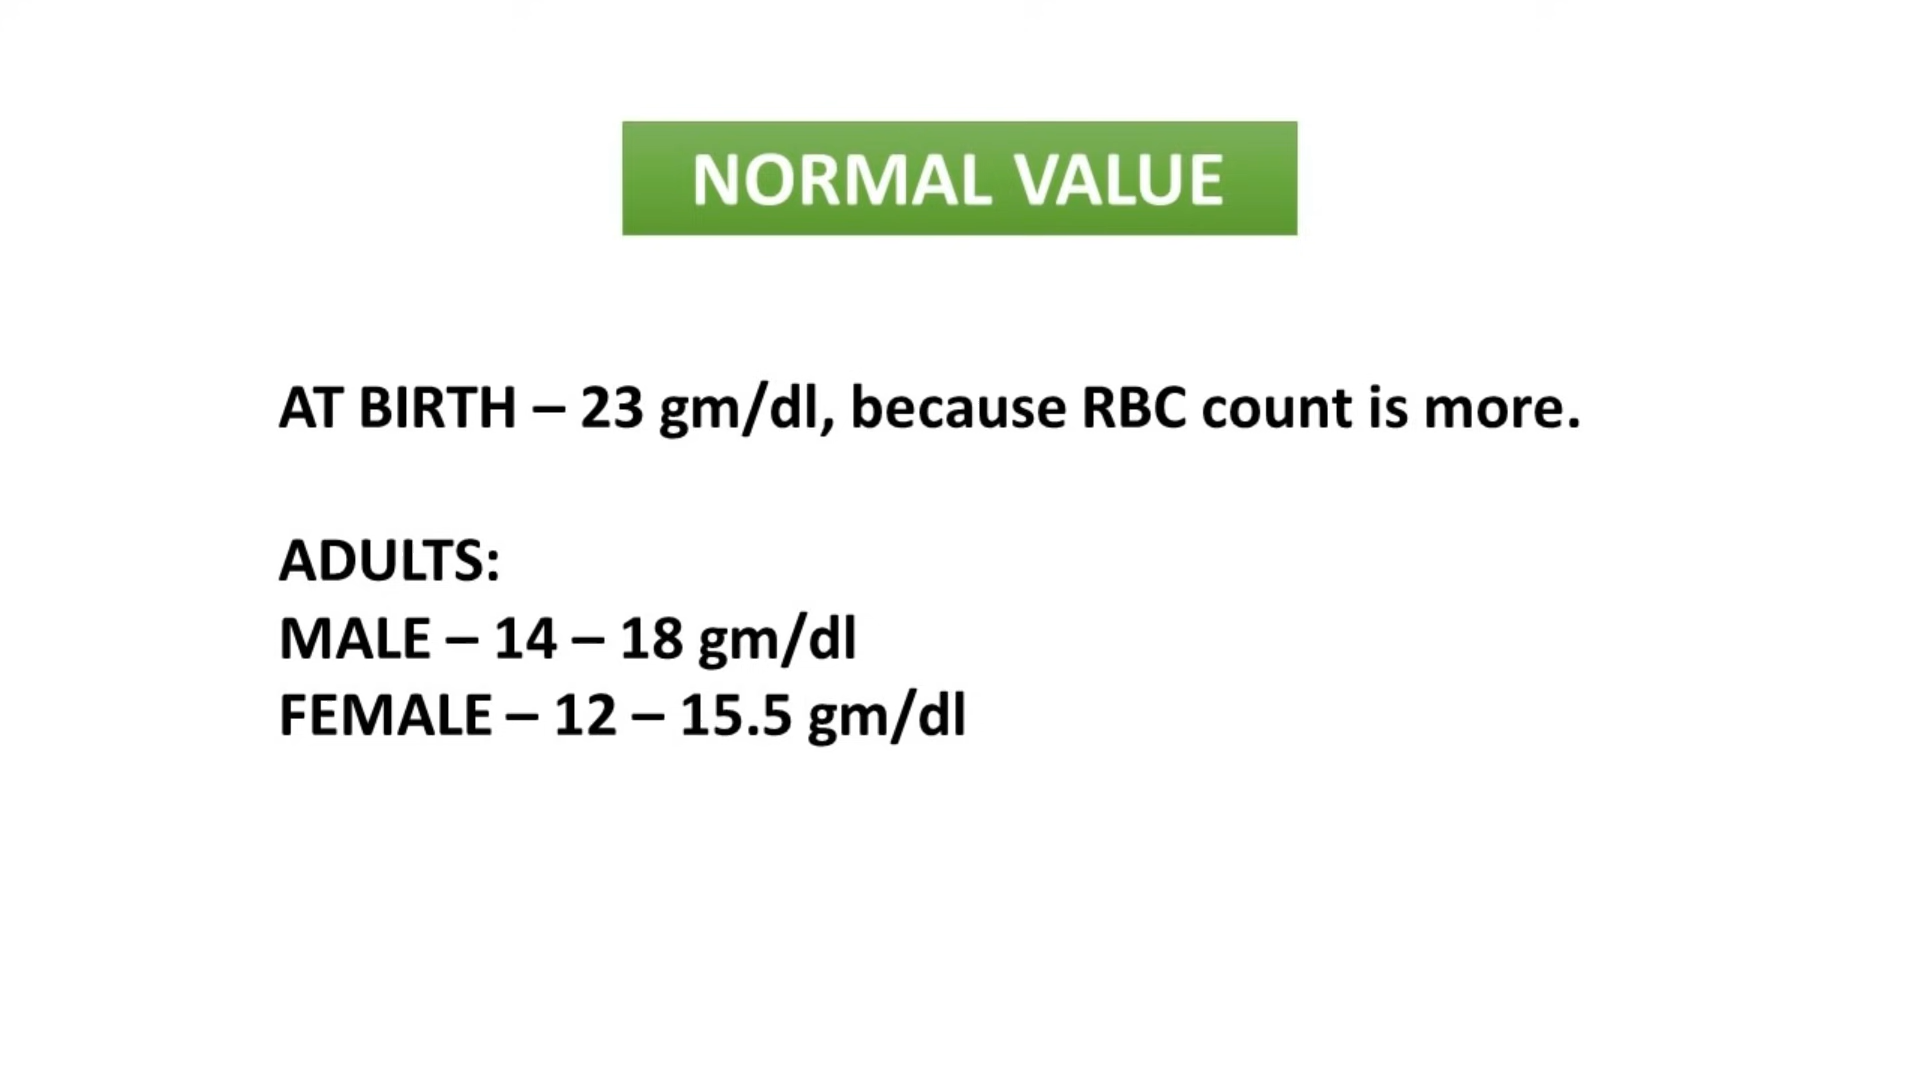 NORMAL VALUE
AT BIRTH – 23 gm/dl, because RBC count is more.
ADULTS:
MALE – 14 – 18 gm/dl
FEMALE – 12 – 15.5 gm/dl